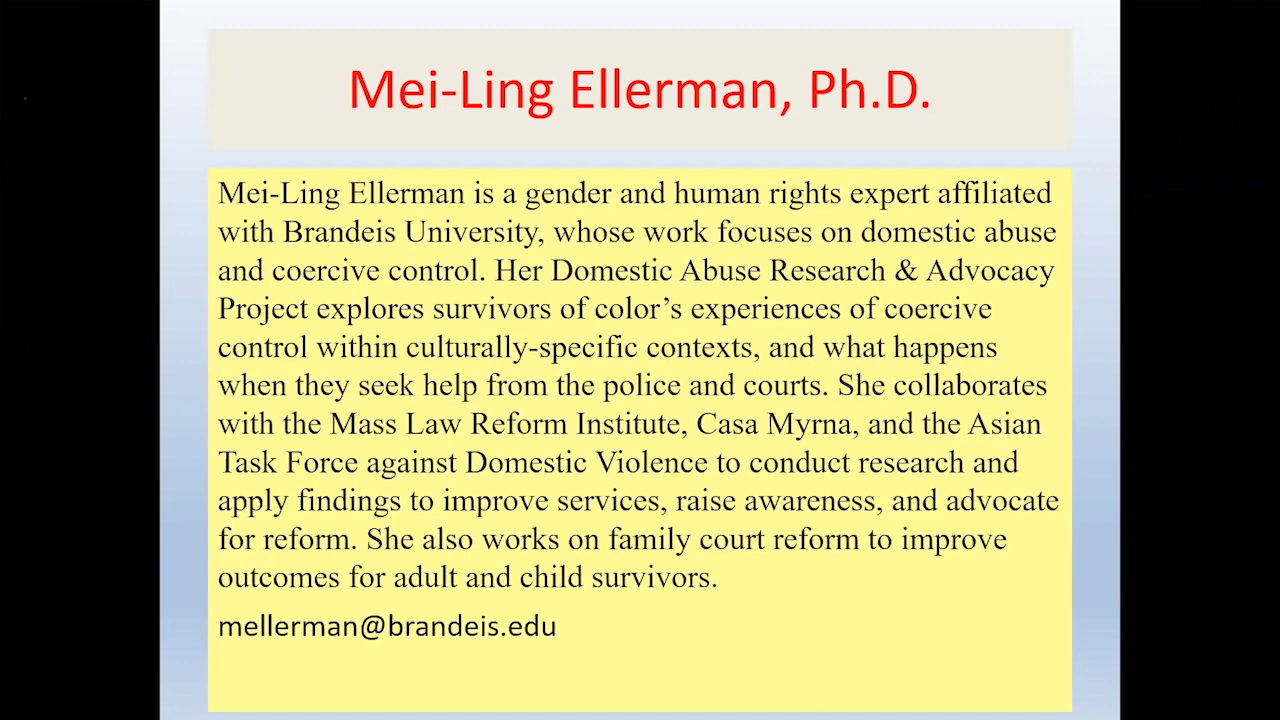 Mei-Ling Ellerman, Ph.D.
Mei-Ling Ellerman is a gender and human rights expert affiliated
with Brandeis University, whose work focuses on domestic abuse
and coercive control. Her Domestic Abuse Research & Advocacy
Project explores survivors of color’s experiences of coercive
control within culturally-specific contexts, and what happens
when they seek help from the police and courts. She collaborates
with the Mass Law Reform Institute, Casa Myrna, and the Asian
Task Force against Domestic Violence to conduct research and
apply findings to improve services, raise awareness, and advocate
for reform. She also works on family court reform to improve
outcomes for adult and child survivors.
mellerman@brandeis.edu